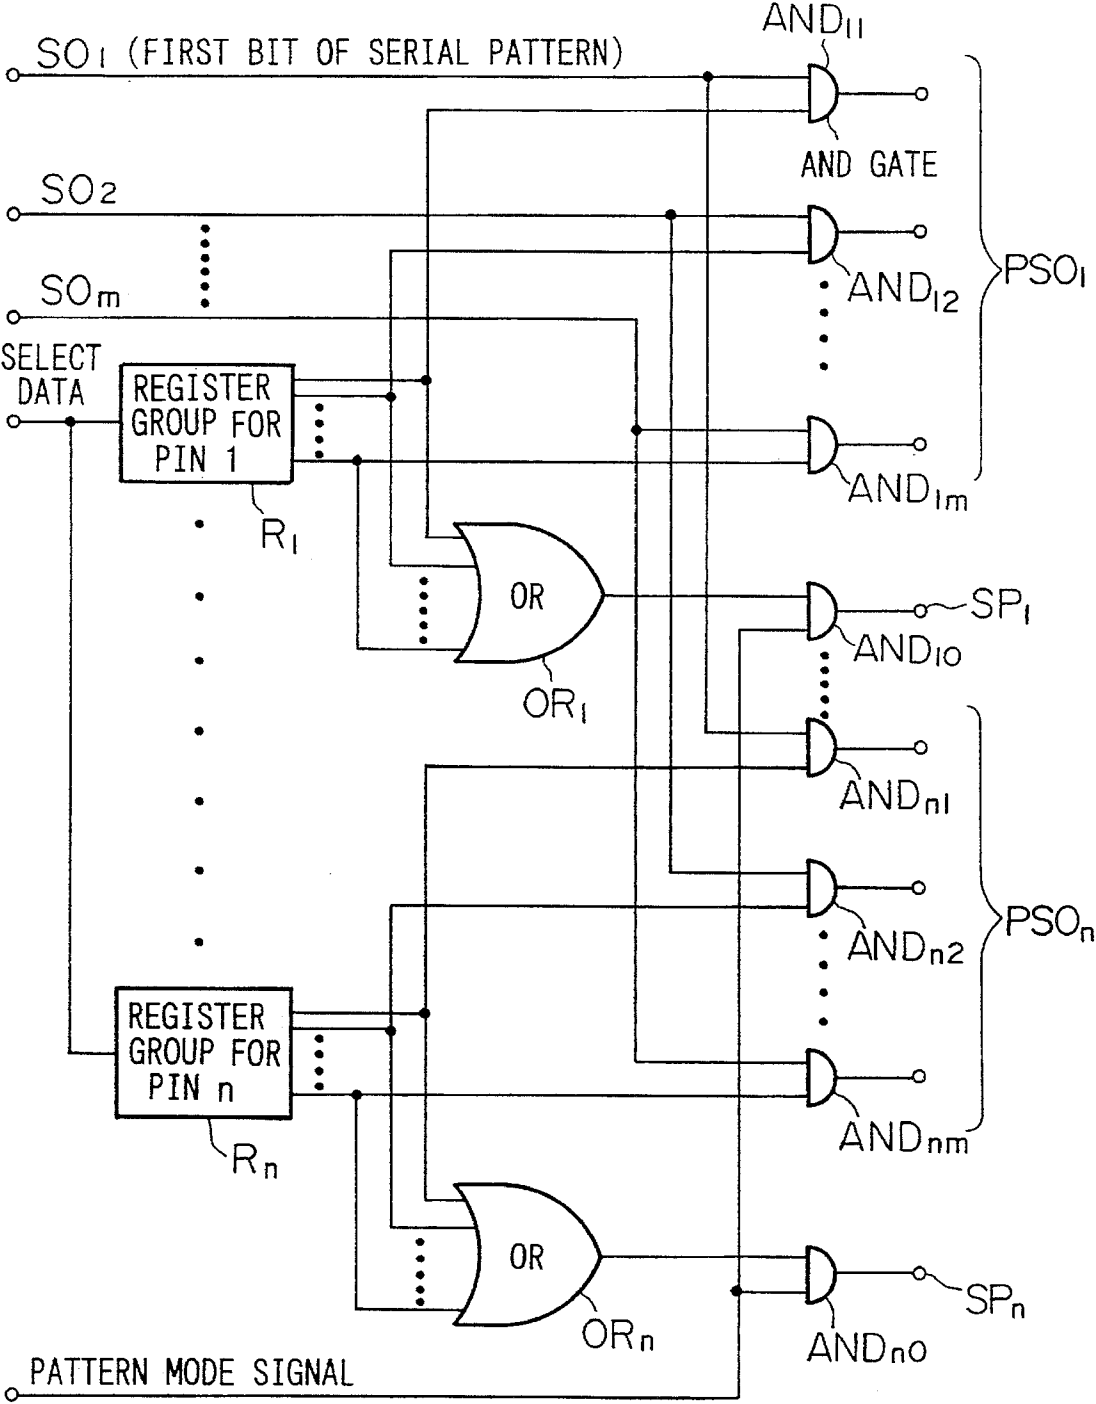 AND11
SO1 (FIRST BIT OF SERIAL PATTERN)
AND GATE
SO2
PSO1
AND12
SOm
SELECT
DATA
REGISTER
GROUP FOR
PIN 1
AND1m
R1
OR
SP1
AND10
OR1
ANDn1
PSOn
ANDn2
REGISTER
GROUP FOR
PIN n
ANDnm
Rn
OR
SPn
ORn
ANDn0
PATTERN MODE SIGNAL